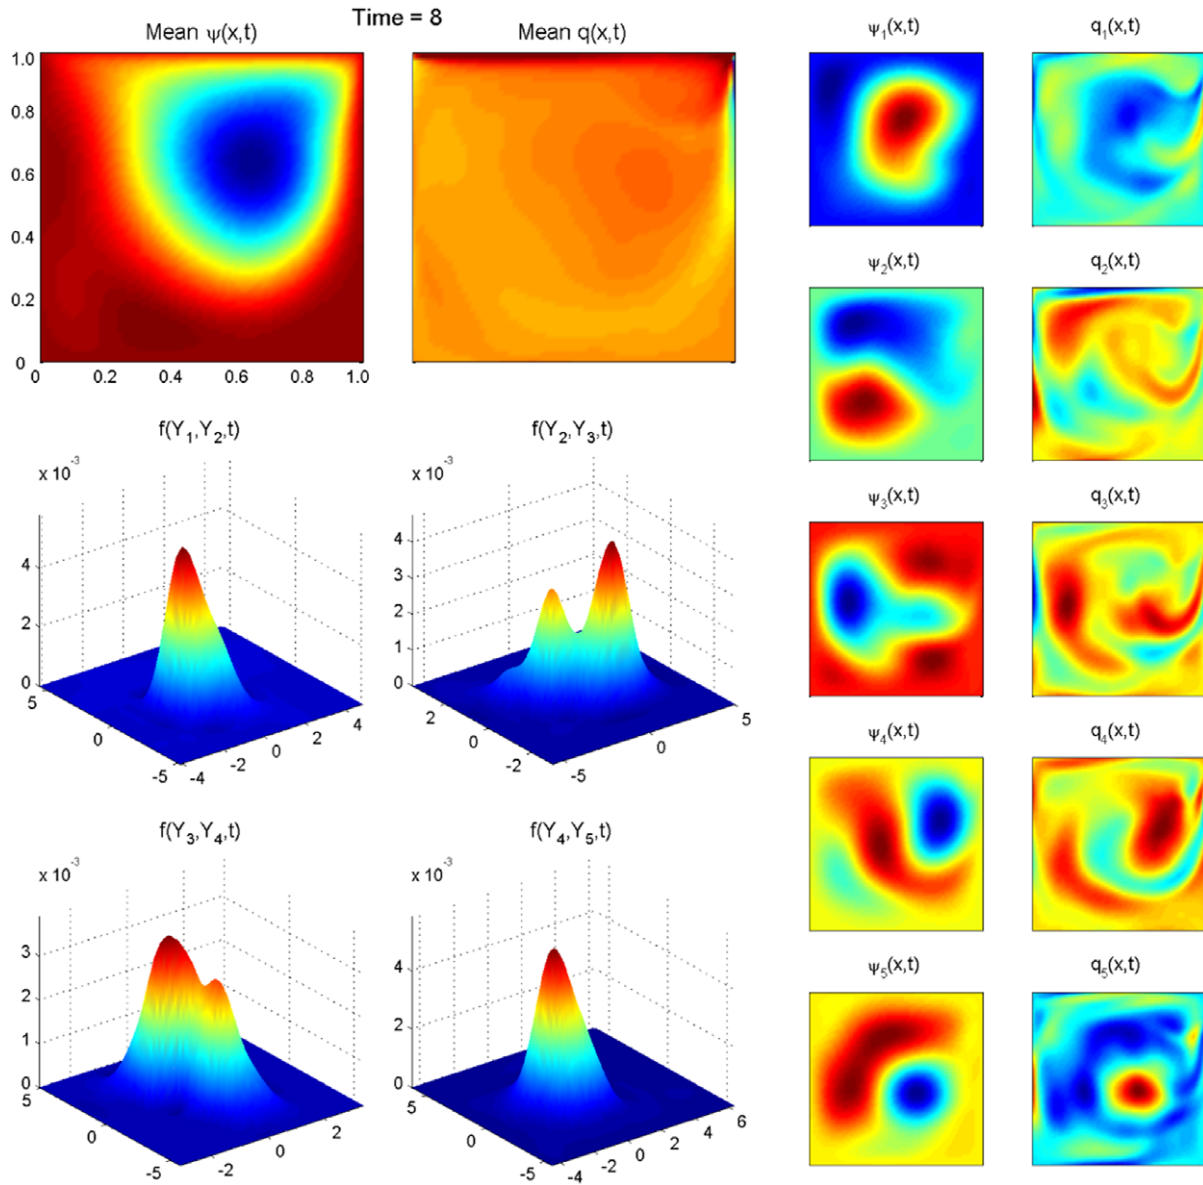 Time = 8
Mean ψ(x,t)
Mean q(x,t)
ψ₁(x,t)
q₁(x,t)
1.0
0.8
0.6
0.4
0.2
0
0 0.2 0.4 0.6 0.8 1.0
ψ₂(x,t)
q₂(x,t)
f(Y₁,Y₂,t)
f(Y₂,Y₃,t)
x 10⁻³
4
2
0
5
0
-5
-4
-2
0
2
4
x 10⁻³
4
3
2
1
0
2
0
-2
-5
0
5
ψ₃(x,t)
q₃(x,t)
ψ₄(x,t)
q₄(x,t)
f(Y₃,Y₄,t)
f(Y₄,Y₅,t)
x 10⁻³
3
2
1
0
5
0
-5
-2
0
2
x 10⁻³
4
2
0
5
0
-5
-4
-2
0
2
4
6
ψ₅(x,t)
q₅(x,t)